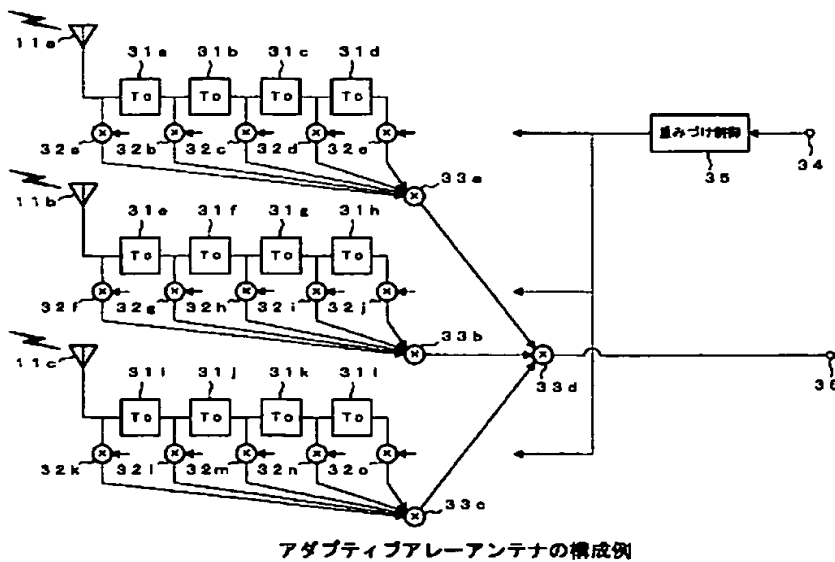 11a
31a 31b 31c 31d
To To To To
重みづけ制御
32a 32b 32c 32d 32e
33a
35
34
11b
31e 31f 31g 31h
To To To To
32f 32g 32h 32i 32j
33b
33d
36
11c
31i 31j 31k 31l
To To To To
32k 32l 32m 32n 32o
33c
アダプティブアレーアンテナの構成例